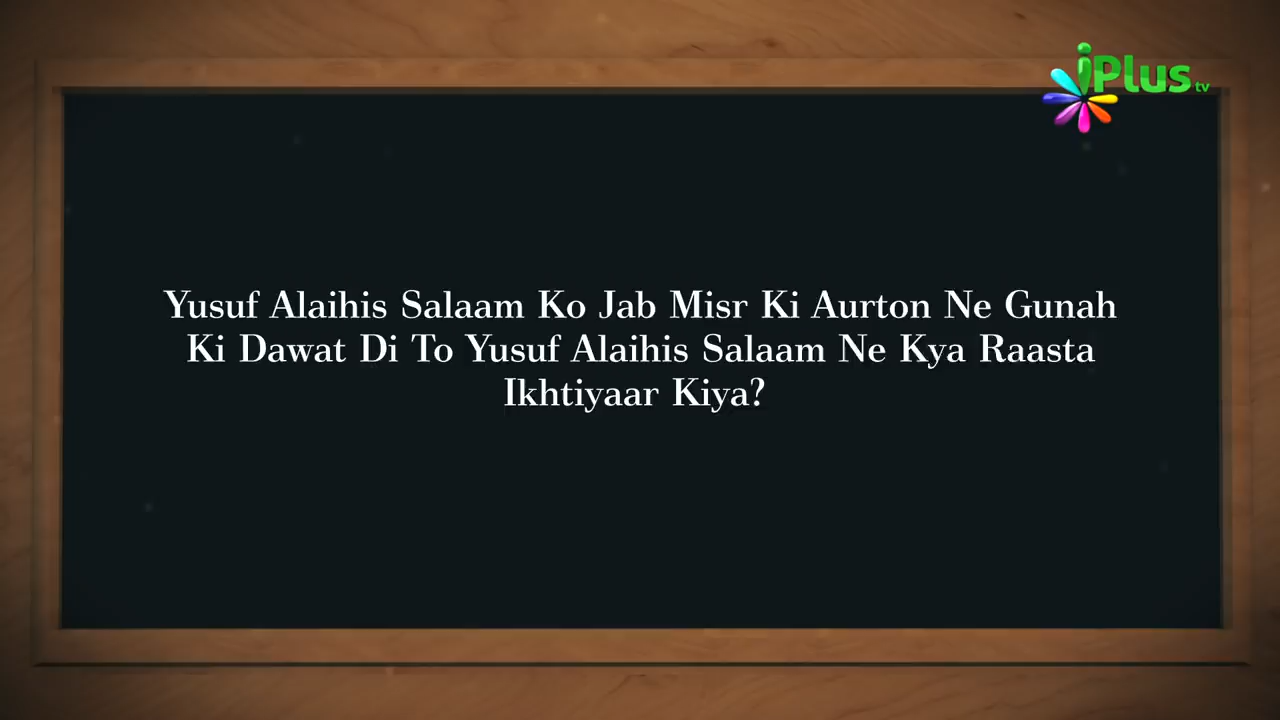 iPlus tv
Yusuf Alaihis Salaam Ko Jab Misr Ki Aurton Ne Gunah
Ki Dawat Di To Yusuf Alaihis Salaam Ne Kya Raasta
Ikhtiyaar Kiya?